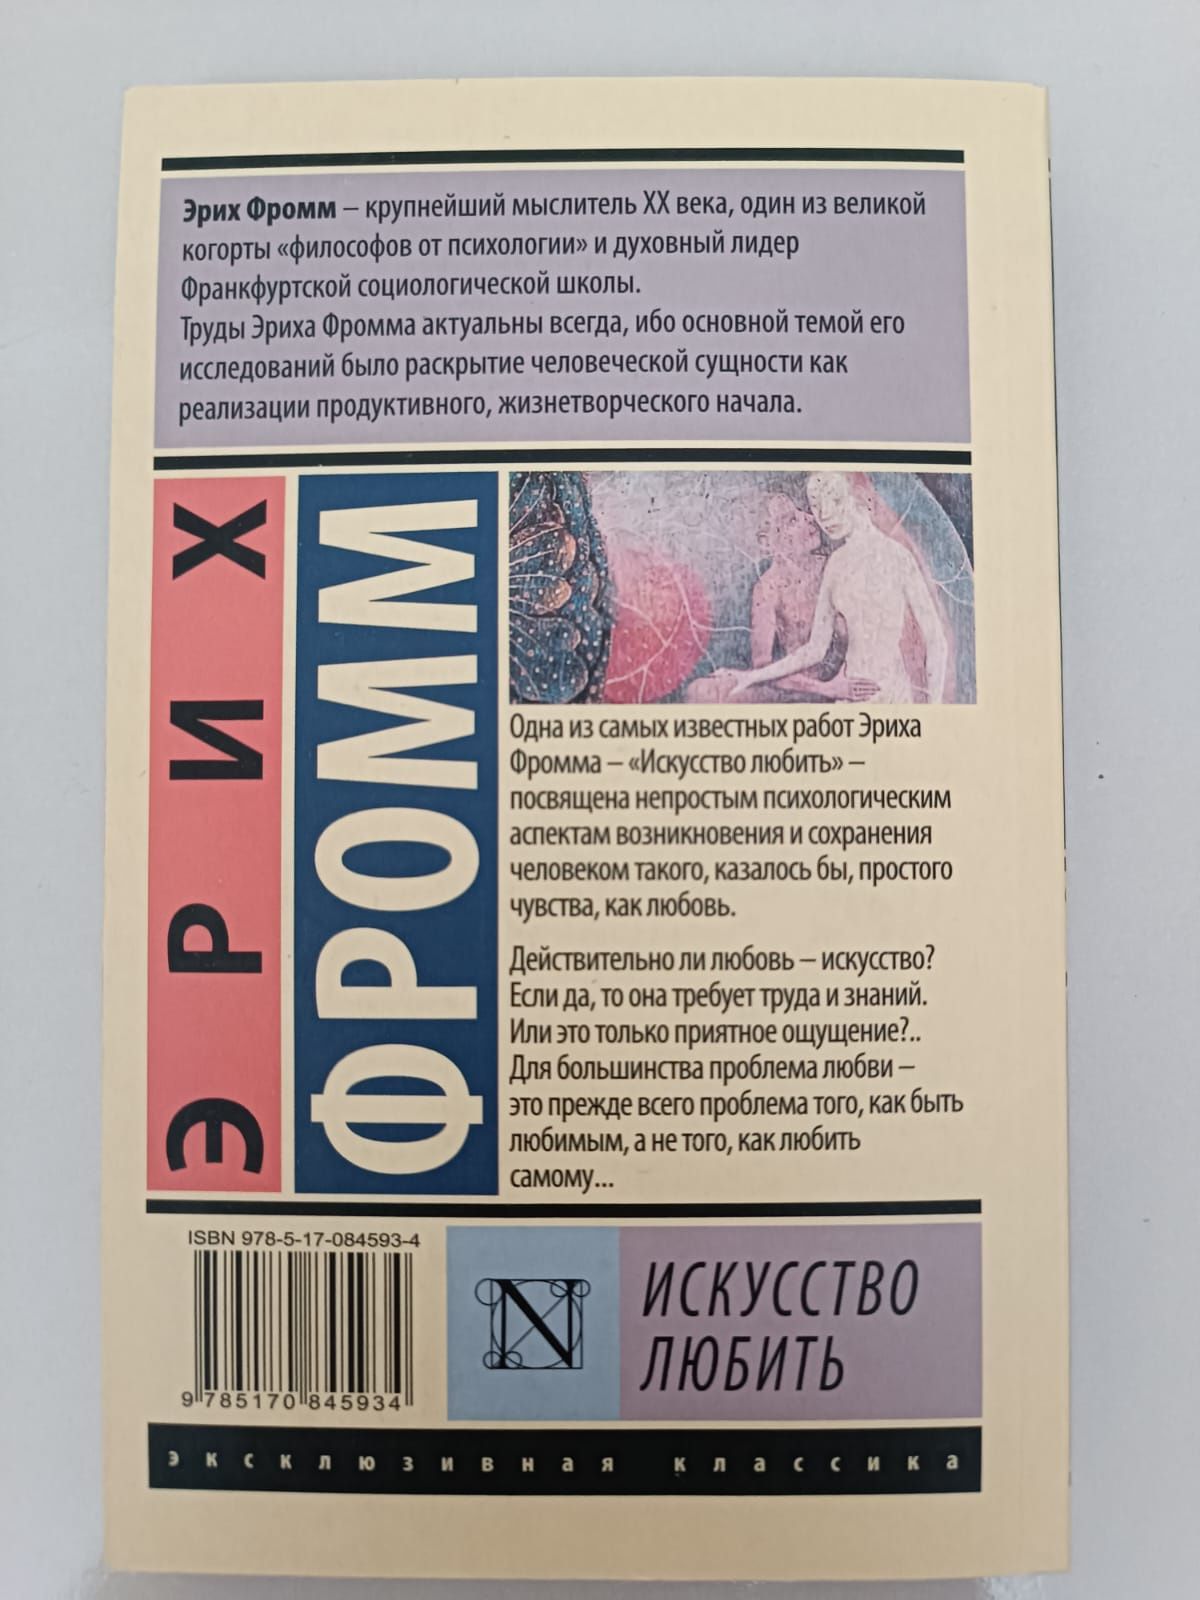 Эрих Фромм – крупнейший мыслитель XX века, один из великой
когорты «философов от психологии» и духовный лидер
Франкфуртской социологической школы.
Труды Эриха Фромма актуальны всегда, ибо основной темой его
исследований было раскрытие человеческой сущности как
реализации продуктивного, жизнетворческого начала.
ЭРИХ
ФРОММ
Одна из самых известных работ Эриха
Фромма – «Искусство любить» –
посвящена непростым психологическим
аспектам возникновения и сохранения
человеком такого, казалось бы, простого
чувства, как любовь.
Действительно ли любовь – искусство?
Если да, то она требует труда и знаний.
Или это только приятное ощущение?..
Для большинства проблема любви –
это прежде всего проблема того, как быть
любимым, а не того, как любить
самому...
ISBN 978-5-17-084593-4
9 785170 845934
N
ИСКУССТВО
ЛЮБИТЬ
эксклюзивная классика